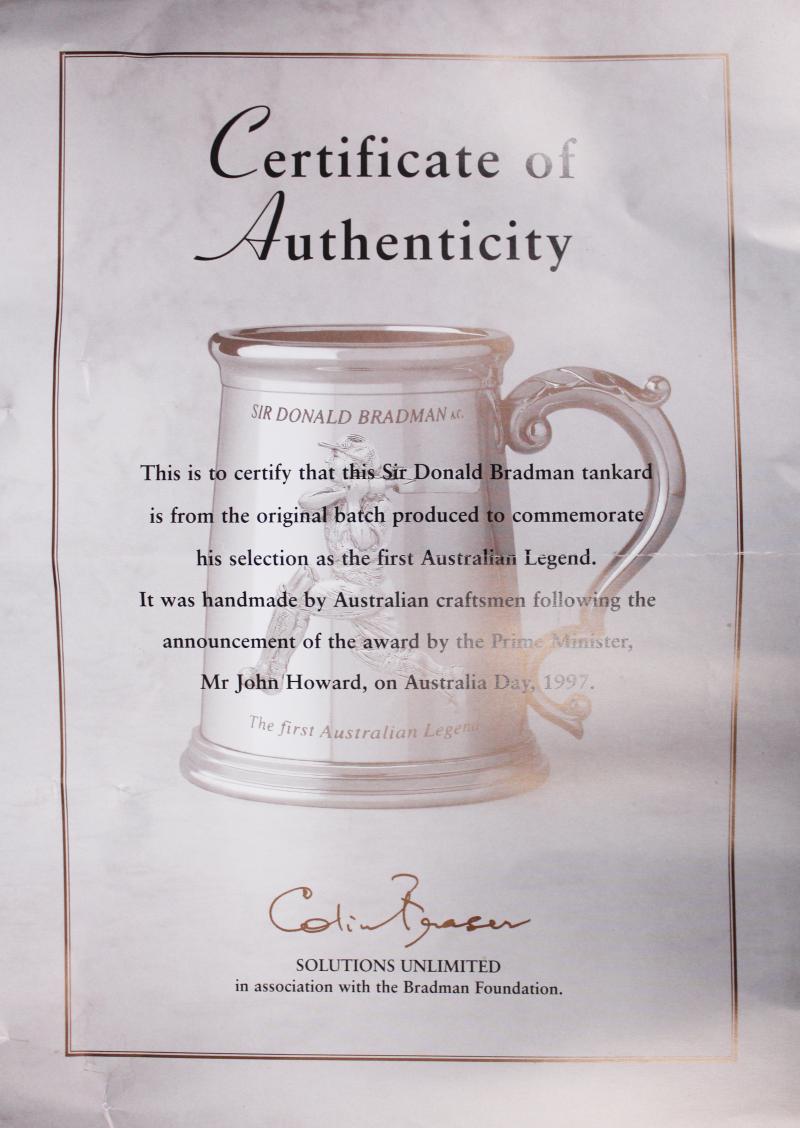 Certificate of
Authenticity
SIR DONALD BRADMAN A.C.
This is to certify that this Sir Donald Bradman tankard
is from the original batch produced to commemorate
his selection as the first Australian Legend.
It was handmade by Australian craftsmen following the
announcement of the award by the Prime Minister,
Mr John Howard, on Australia Day, 1997.
The first Australian Legend
Colin Fraser
SOLUTIONS UNLIMITED
in association with the Bradman Foundation.